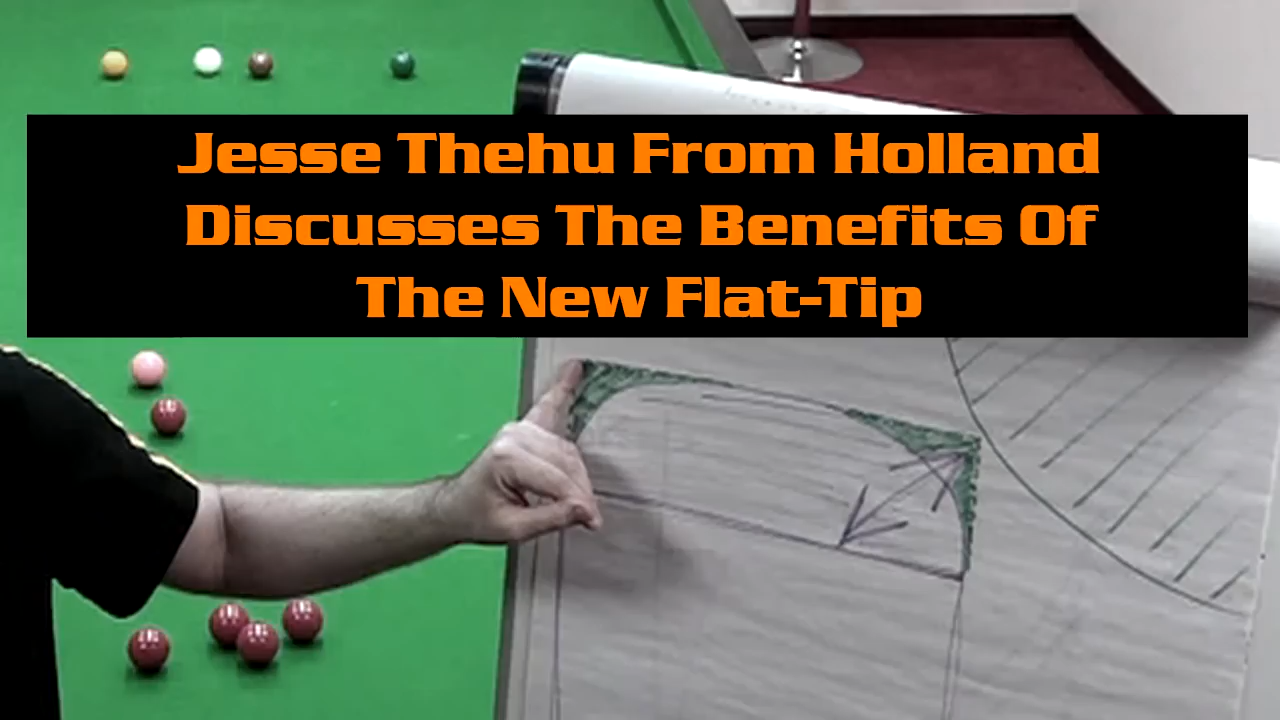 Jesse Thehu From Holland
Discusses The Benefits Of
The New Flat-Tip